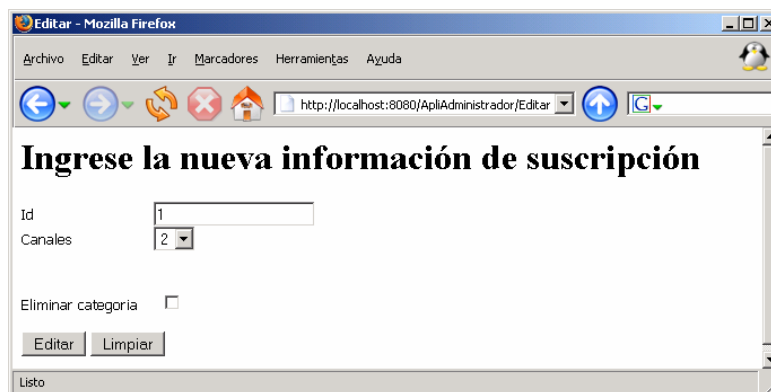 Editar - Mozilla Firefox
Archivo Editar Ver Ir Marcadores Herramientas Ayuda
http://localhost:8080/ApliAdministrador/Editar G
Ingrese la nueva información de suscripción
Id 1
Canales 2
Eliminar categoria
Editar Limpiar
Listo